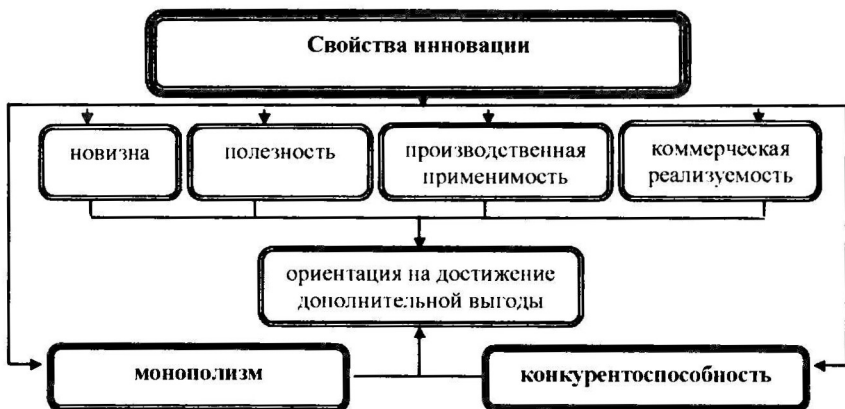 Свойства инновации
новизна
полезность
производственная
применимость
коммерческая
реализуемость
ориентация на достижение
дополнительной выгоды
монополизм
конкурентоспособность